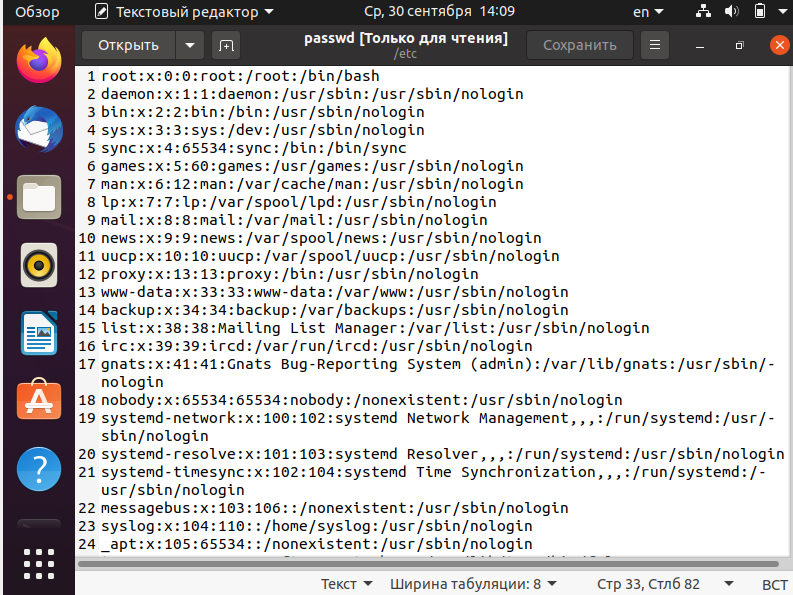 Обзор Текстовый редактор Ср, 30 сентября 14:09 en
Открыть passwd [Только для чтения] Сохранить
/etc
1 root:x:0:0:root:/root:/bin/bash
2 daemon:x:1:1:daemon:/usr/sbin:/usr/sbin/nologin
3 bin:x:2:2:bin:/bin:/usr/sbin/nologin
4 sys:x:3:3:sys:/dev:/usr/sbin/nologin
5 sync:x:4:65534:sync:/bin:/bin/sync
6 games:x:5:60:games:/usr/games:/usr/sbin/nologin
7 man:x:6:12:man:/var/cache/man:/usr/sbin/nologin
8 lp:x:7:7:lp:/var/spool/lpd:/usr/sbin/nologin
9 mail:x:8:8:mail:/var/mail:/usr/sbin/nologin
10 news:x:9:9:news:/var/spool/news:/usr/sbin/nologin
11 uucp:x:10:10:uucp:/var/spool/uucp:/usr/sbin/nologin
12 proxy:x:13:13:proxy:/bin:/usr/sbin/nologin
13 www-data:x:33:33:www-data:/var/www:/usr/sbin/nologin
14 backup:x:34:34:backup:/var/backups:/usr/sbin/nologin
15 list:x:38:38:Mailing List Manager:/var/list:/usr/sbin/nologin
16 irc:x:39:39:ircd:/var/run/ircd:/usr/sbin/nologin
17 gnats:x:41:41:Gnats Bug-Reporting System (admin):/var/lib/gnats:/usr/sbin/-
nologin
18 nobody:x:65534:65534:nobody:/nonexistent:/usr/sbin/nologin
19 systemd-network:x:100:102:systemd Network Management,,,:/run/systemd:/usr/-
sbin/nologin
20 systemd-resolve:x:101:103:systemd Resolver,,,:/run/systemd:/usr/sbin/nologin
21 systemd-timesync:x:102:104:systemd Time Synchronization,,,:/run/systemd:/-
usr/sbin/nologin
22 messagebus:x:103:106::/nonexistent:/usr/sbin/nologin
23 syslog:x:104:110::/home/syslog:/usr/sbin/nologin
24 _apt:x:105:65534::/nonexistent:/usr/sbin/nologin
Текст Ширина табуляции: 8 Стр 33, Стлб 82 ВСТ